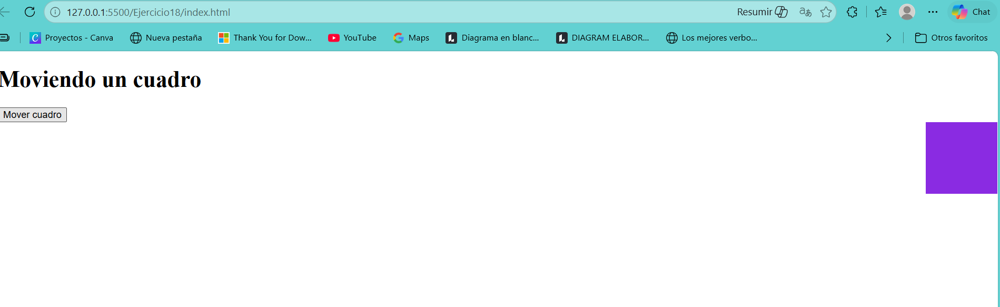 127.0.0.1:5500/Ejercicio18/index.html Resumir Chat
Proyectos - Canva Nueva pestaña Thank You for Dow... YouTube Maps Diagrama en blanc... DIAGRAM ELABOR... Los mejores verbo... Otros favoritos
Moviendo un cuadro
Mover cuadro